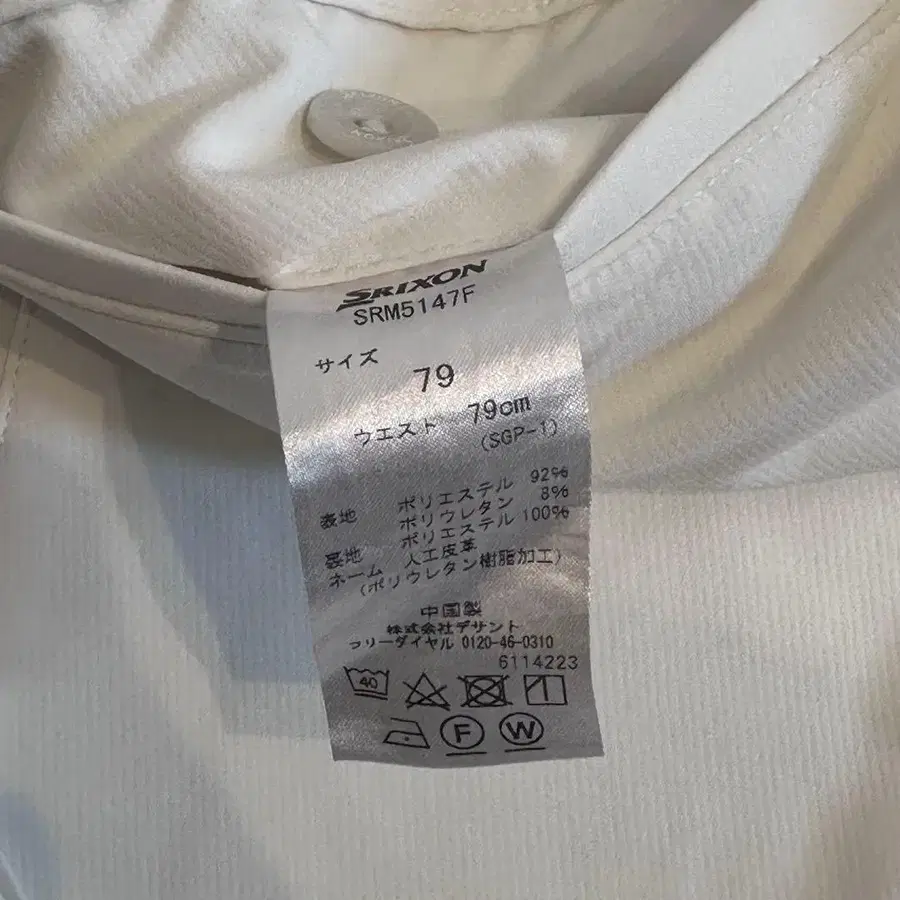 SRIXON
SRM5147F
サイズ
79
ウエスト 79cm
(SGP-1)
表地 ポリエステル 92%
ポリウレタン 8%
裏地 ポリエステル 100%
ネーム 人工皮革
(ポリウレタン樹脂加工)
中国製
株式会社デサント
フリーダイヤル 0120-46-0310
6114223
40
F W